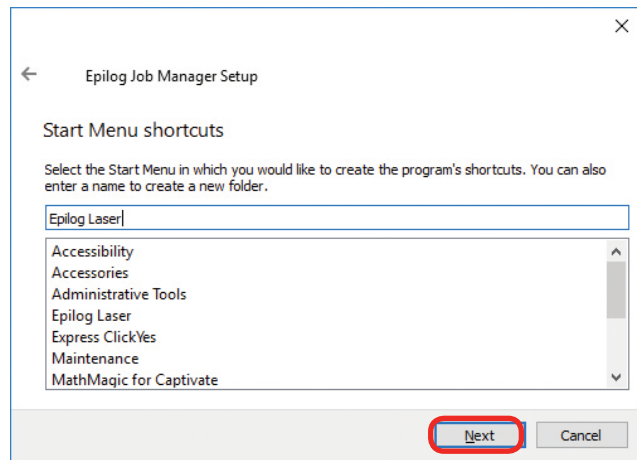 Epilog Job Manager Setup
Start Menu shortcuts
Select the Start Menu in which you would like to create the program's shortcuts. You can also
enter a name to create a new folder.
Epilog Laser
Accessibility
Accessories
Administrative Tools
Epilog Laser
Express ClickYes
Maintenance
MathMagic for Captivate
Next Cancel